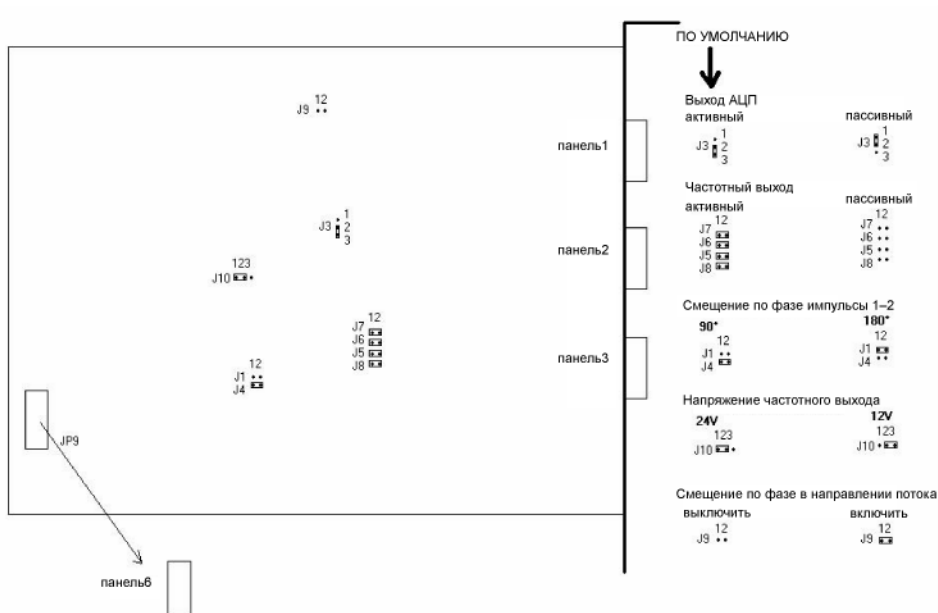 ПО УМОЛЧАНИЮ
12
J9
панель1
1
J3 2
3
панель2
123
J10
12
J7
J6
J5
J8
12
J1
J4
панель3
JP9
панель6
Выход АЦП
активный пассивный
1 1
J3 2 J3 2
3 3
Частотный выход
активный пассивный
12 12
J7 J7
J6 J6
J5 J5
J8 J8
Смещение по фазе импульсы 1–2
90° 180°
12 12
J1 J1
J4 J4
Напряжение частотного выхода
24V 12V
123 123
J10 J10
Смещение по фазе в направлении потока
выключить включить
12 12
J9 J9